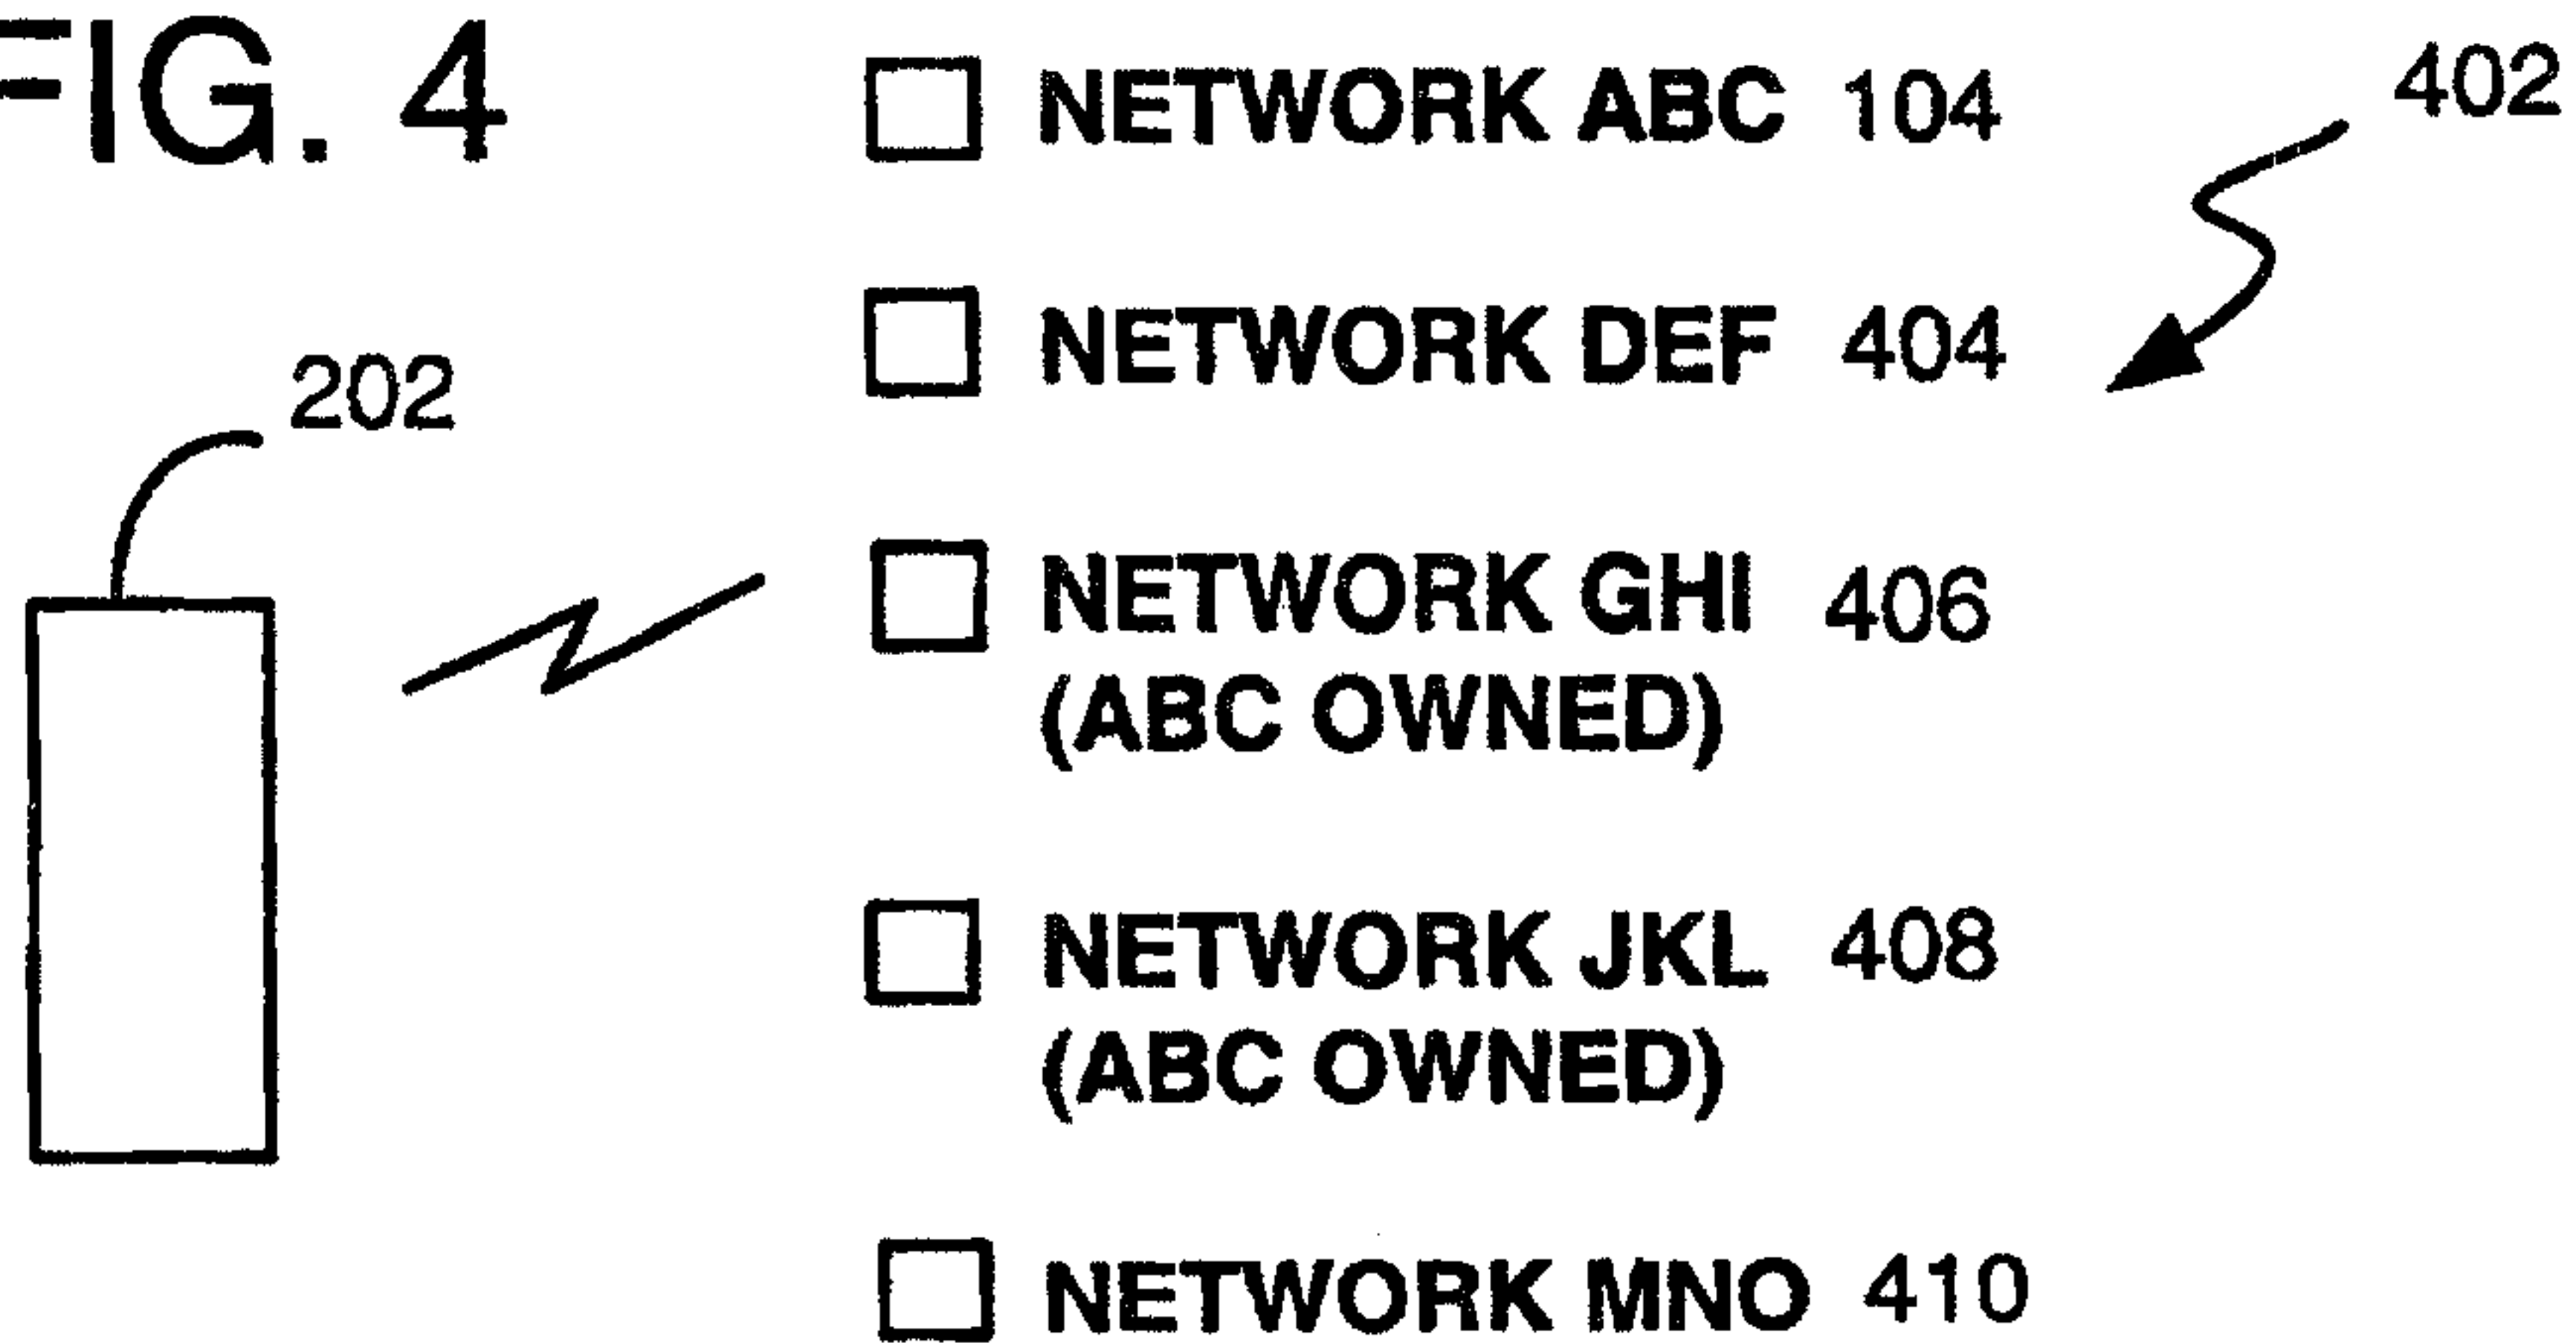 FIG. 4
NETWORK ABC 104
402
NETWORK DEF 404
202
NETWORK GHI 406
(ABC OWNED)
NETWORK JKL 408
(ABC OWNED)
NETWORK MNO 410